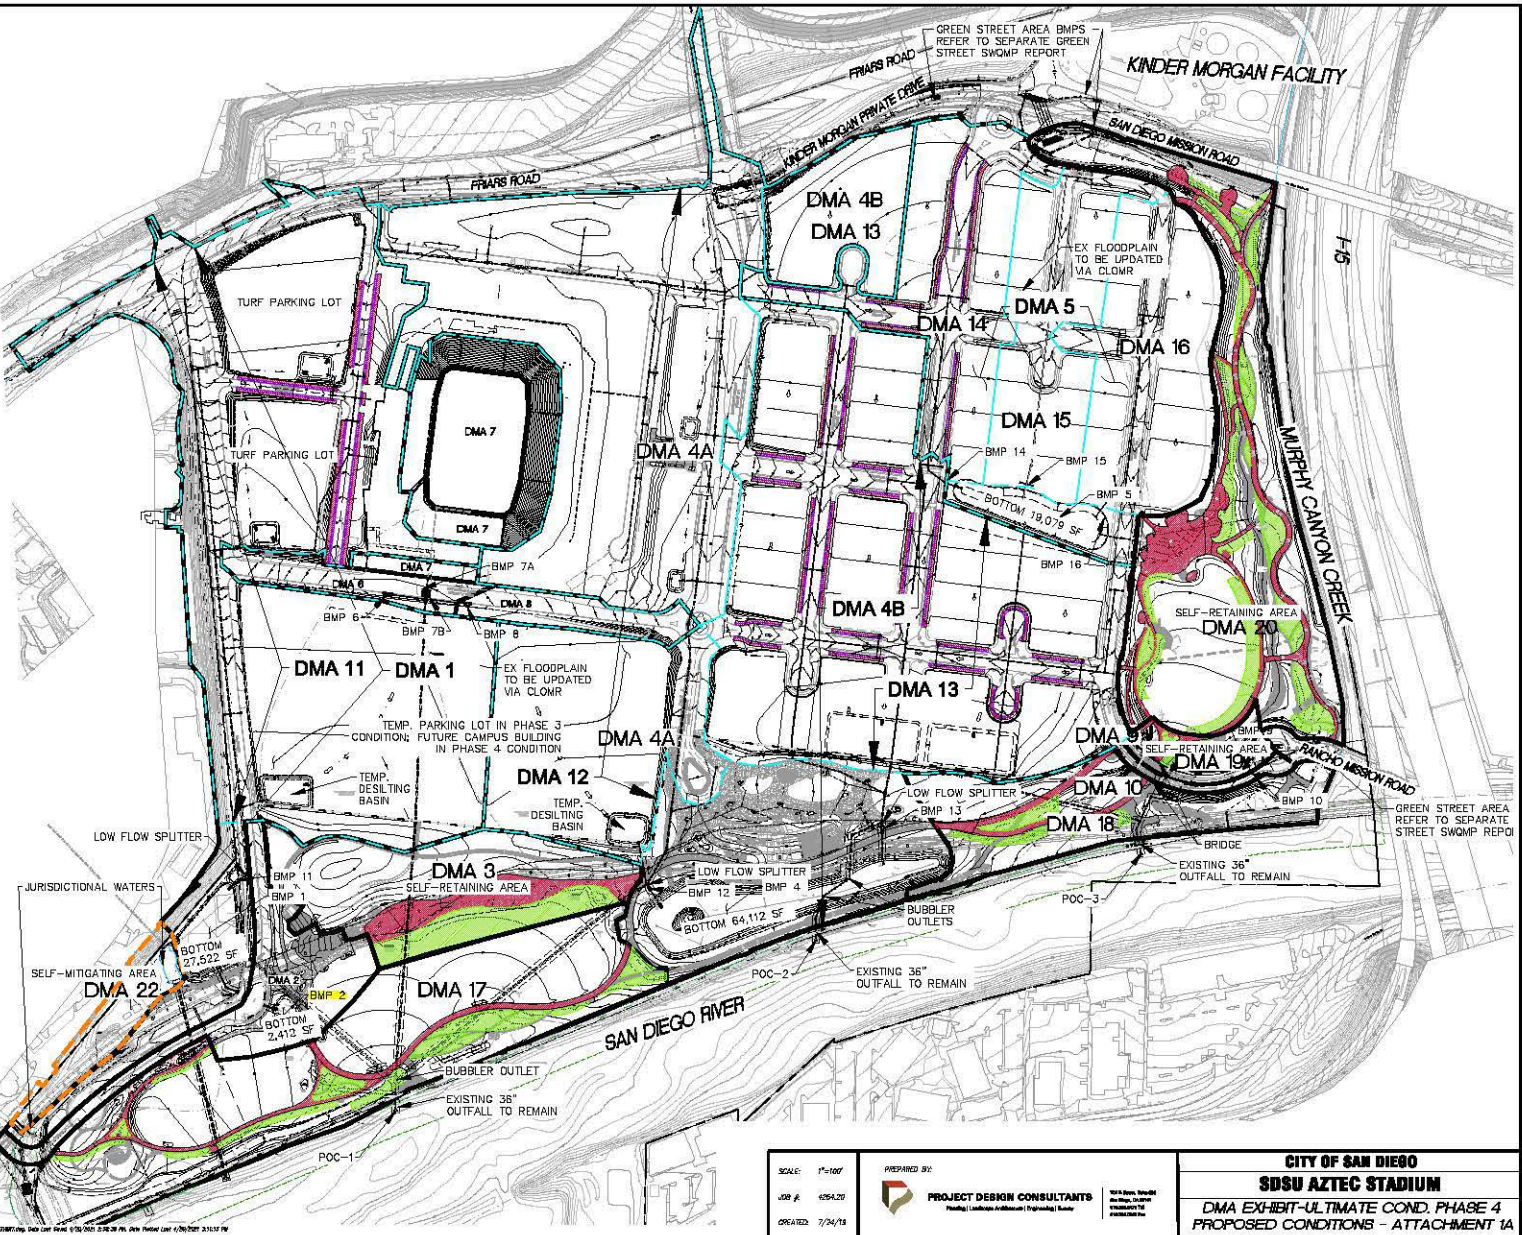 GREEN STREET AREA BMPS
REFER TO SEPARATE GREEN
STREET SWQMP REPORT
KINDER MORGAN FACILITY
FRIARS ROAD
KINDER MORGAN PRIVATE DRIVE
SAN DIEGO MISSION ROAD
FRIARS ROAD
I-15
DMA 4B
DMA 13
EX FLOODPLAIN
TO BE UPDATED
VIA CLOMR
TURF PARKING LOT
DMA 5
DMA 14
DMA 16
DMA 7
DMA 15
MURPHY CANYON CREEK
TURF PARKING LOT
DMA 4A
BMP 14
BMP 15
BMP 5
BOTTOM 19,079 SF
DMA 7
DMA 7
BMP 7A
BMP 16
DMA 6
DMA 8
BMP 6
BMP 7B
BMP 8
DMA 4B
SELF-RETAINING AREA
DMA 20
DMA 11
DMA 1
EX FLOODPLAIN
TO BE UPDATED
VIA CLOMR
DMA 13
TEMP. PARKING LOT IN PHASE 3
CONDITION; FUTURE CAMPUS BUILDING
IN PHASE 4 CONDITION
DMA 4A
DMA 9
SELF-RETAINING AREA
DMA 19
RANCHO MISSION ROAD
TEMP.
DESILTING
BASIN
DMA 12
TEMP.
DESILTING
BASIN
LOW FLOW SPLITTER
BMP 13
DMA 10
BMP 10
DMA 18
GREEN STREET AREA
REFER TO SEPARATE
STREET SWQMP REPO
LOW FLOW SPLITTER
BRIDGE
EXISTING 36"
OUTFALL TO REMAIN
BMP 11
BMP 1
DMA 3
SELF-RETAINING AREA
LOW FLOW SPLITTER
BMP 12
BMP 4
JURISDICTIONAL WATERS
POC-3
BOTTOM 64,112 SF
BUBBLER
OUTLETS
BOTTOM
27,522 SF
SELF-MITIGATING AREA
DMA 22
DMA 2
BMP 2
DMA 17
POC-2
EXISTING 36"
OUTFALL TO REMAIN
BOTTOM
2,412 SF
SAN DIEGO RIVER
BUBBLER OUTLET
EXISTING 36"
OUTFALL TO REMAIN
POC-1
SCALE: 1"=100'
JOB #: 4264.20
CREATED: 7/24/19
PREPARED BY:
PROJECT DESIGN CONSULTANTS
Planning | Landscape Architecture | Engineering | Survey
CITY OF SAN DIEGO
SDSU AZTEC STADIUM
DMA EXHIBIT-ULTIMATE COND. PHASE 4
PROPOSED CONDITIONS - ATTACHMENT 1A